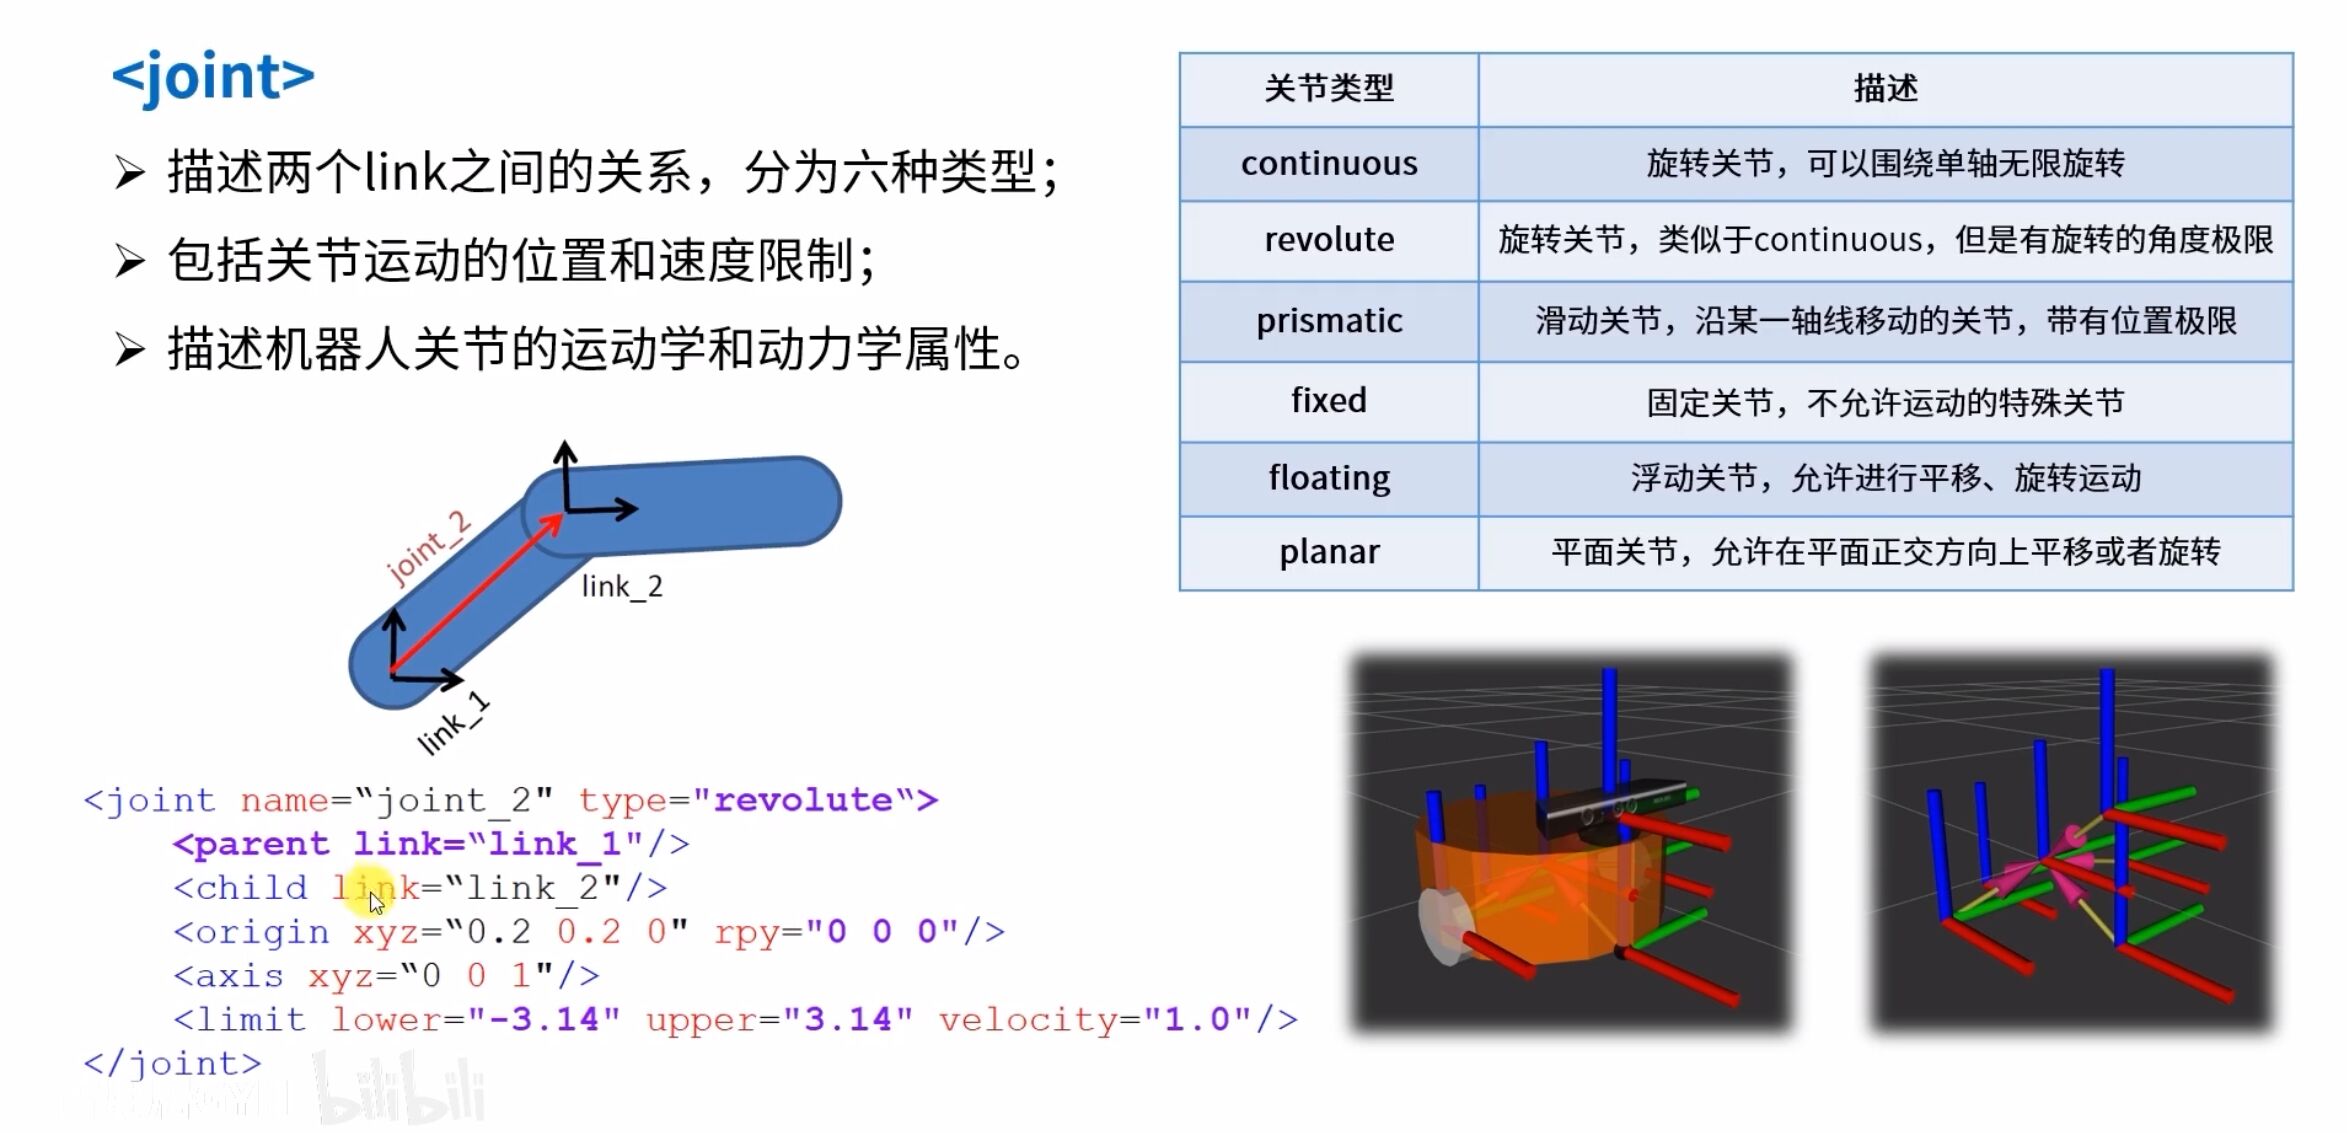 <joint>
描述两个link之间的关系，分为六种类型；
包括关节运动的位置和速度限制；
描述机器人关节的运动学和动力学属性。
joint_2
link_2
link_1
<joint name=“joint_2" type="revolute“>
<parent link=“link_1"/>
<child link=“link_2"/>
<origin xyz=“0.2 0.2 0" rpy="0 0 0"/>
<axis xyz=“0 0 1"/>
<limit lower="-3.14" upper="3.14" velocity="1.0"/>
</joint>
关节类型 描述
continuous 旋转关节，可以围绕单轴无限旋转
revolute 旋转关节，类似于continuous，但是有旋转的角度极限
prismatic 滑动关节，沿某一轴线移动的关节，带有位置极限
fixed 固定关节，不允许运动的特殊关节
floating 浮动关节，允许进行平移、旋转运动
planar 平面关节，允许在平面正交方向上平移或者旋转
bilibili